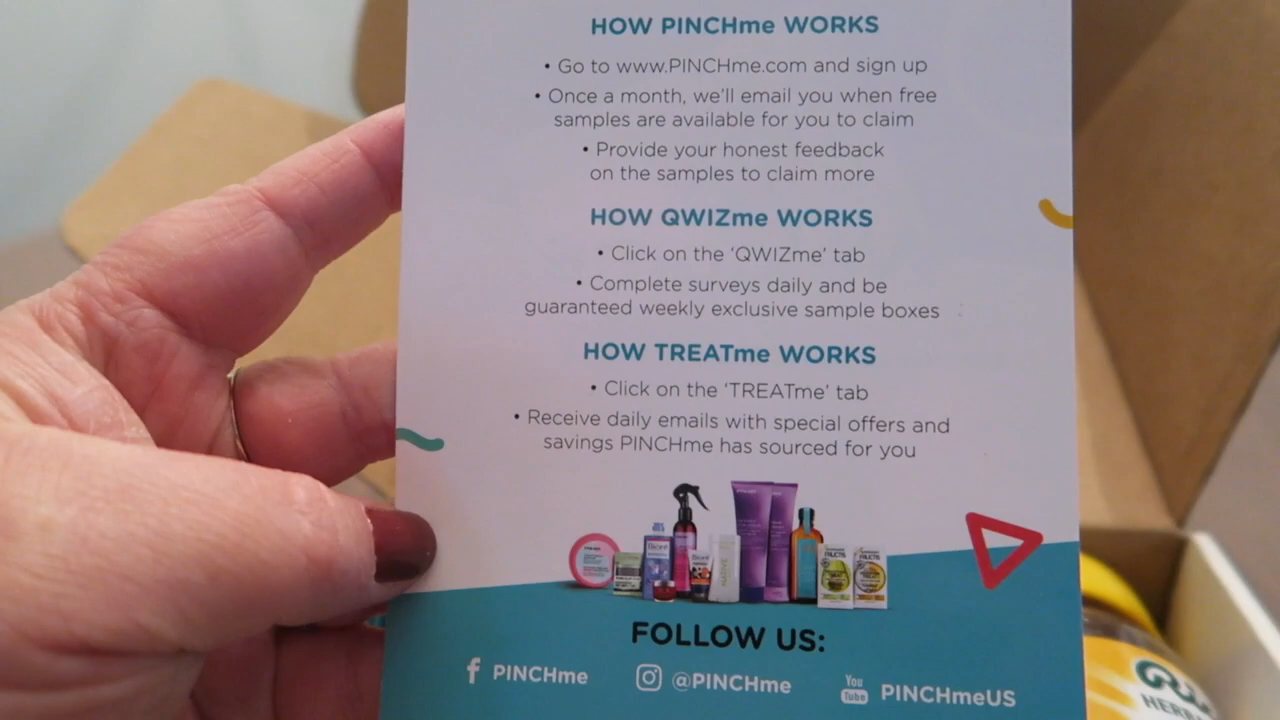 HOW PINCHme WORKS
• Go to www.PINCHme.com and sign up
• Once a month, we'll email you when free
samples are available for you to claim
• Provide your honest feedback
on the samples to claim more
HOW QWIZme WORKS
• Click on the 'QWIZme' tab
• Complete surveys daily and be
guaranteed weekly exclusive sample boxes
HOW TREATme WORKS
• Click on the 'TREATme' tab
• Receive daily emails with special offers and
savings PINCHme has sourced for you
Bioré
Bioré
FRUCTIS
FRUCTIS
FOLLOW US:
f PINCHme
@PINCHme
You
Tube
PINCHmeUS